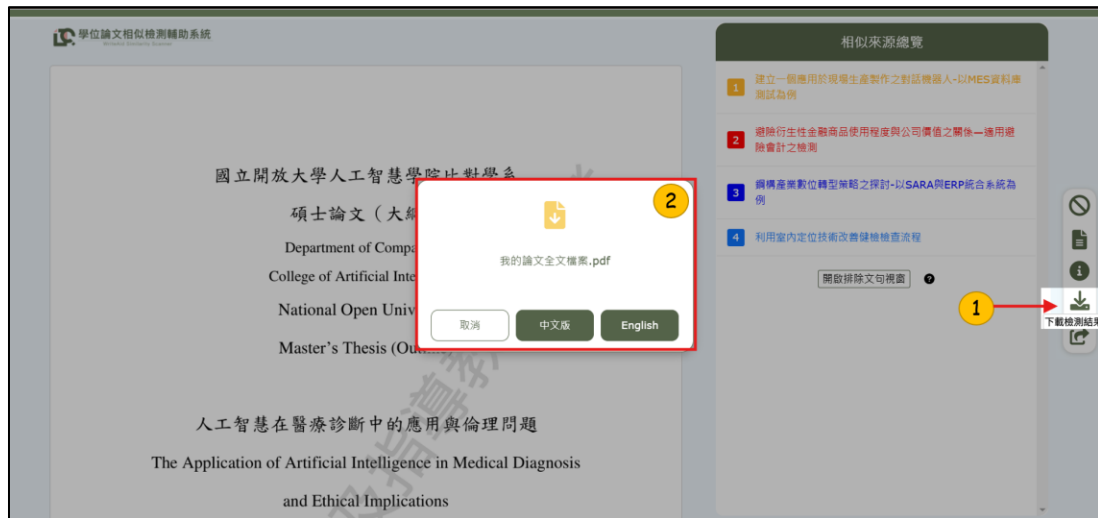 學位論文相似檢測輔助系統
相似來源總覽
1 建立一個應用於現場生產製作之對話機器人-以MES資料庫
測試為例
2 避險衍生性金融商品使用程度與公司價值之關係—適用避
險會計之檢測
3 鋼構產業數位轉型策略之探討-以SARA與ERP統合系統為
例
4 利用室內定位技術改善健檢檢查流程
開啟排除文句視窗
1
下載檢測結果
國立開放大學人工智慧學院比對學系
碩士論文（大綱
Department of Compa
College of Artificial Inte
National Open Univ
Master's Thesis (Ou
人工智慧在醫療診斷中的應用與倫理問題
The Application of Artificial Intelligence in Medical Diagnosis
and Ethical Implications
2
我的論文全文檔案.pdf
取消
中文版
English
及指導教